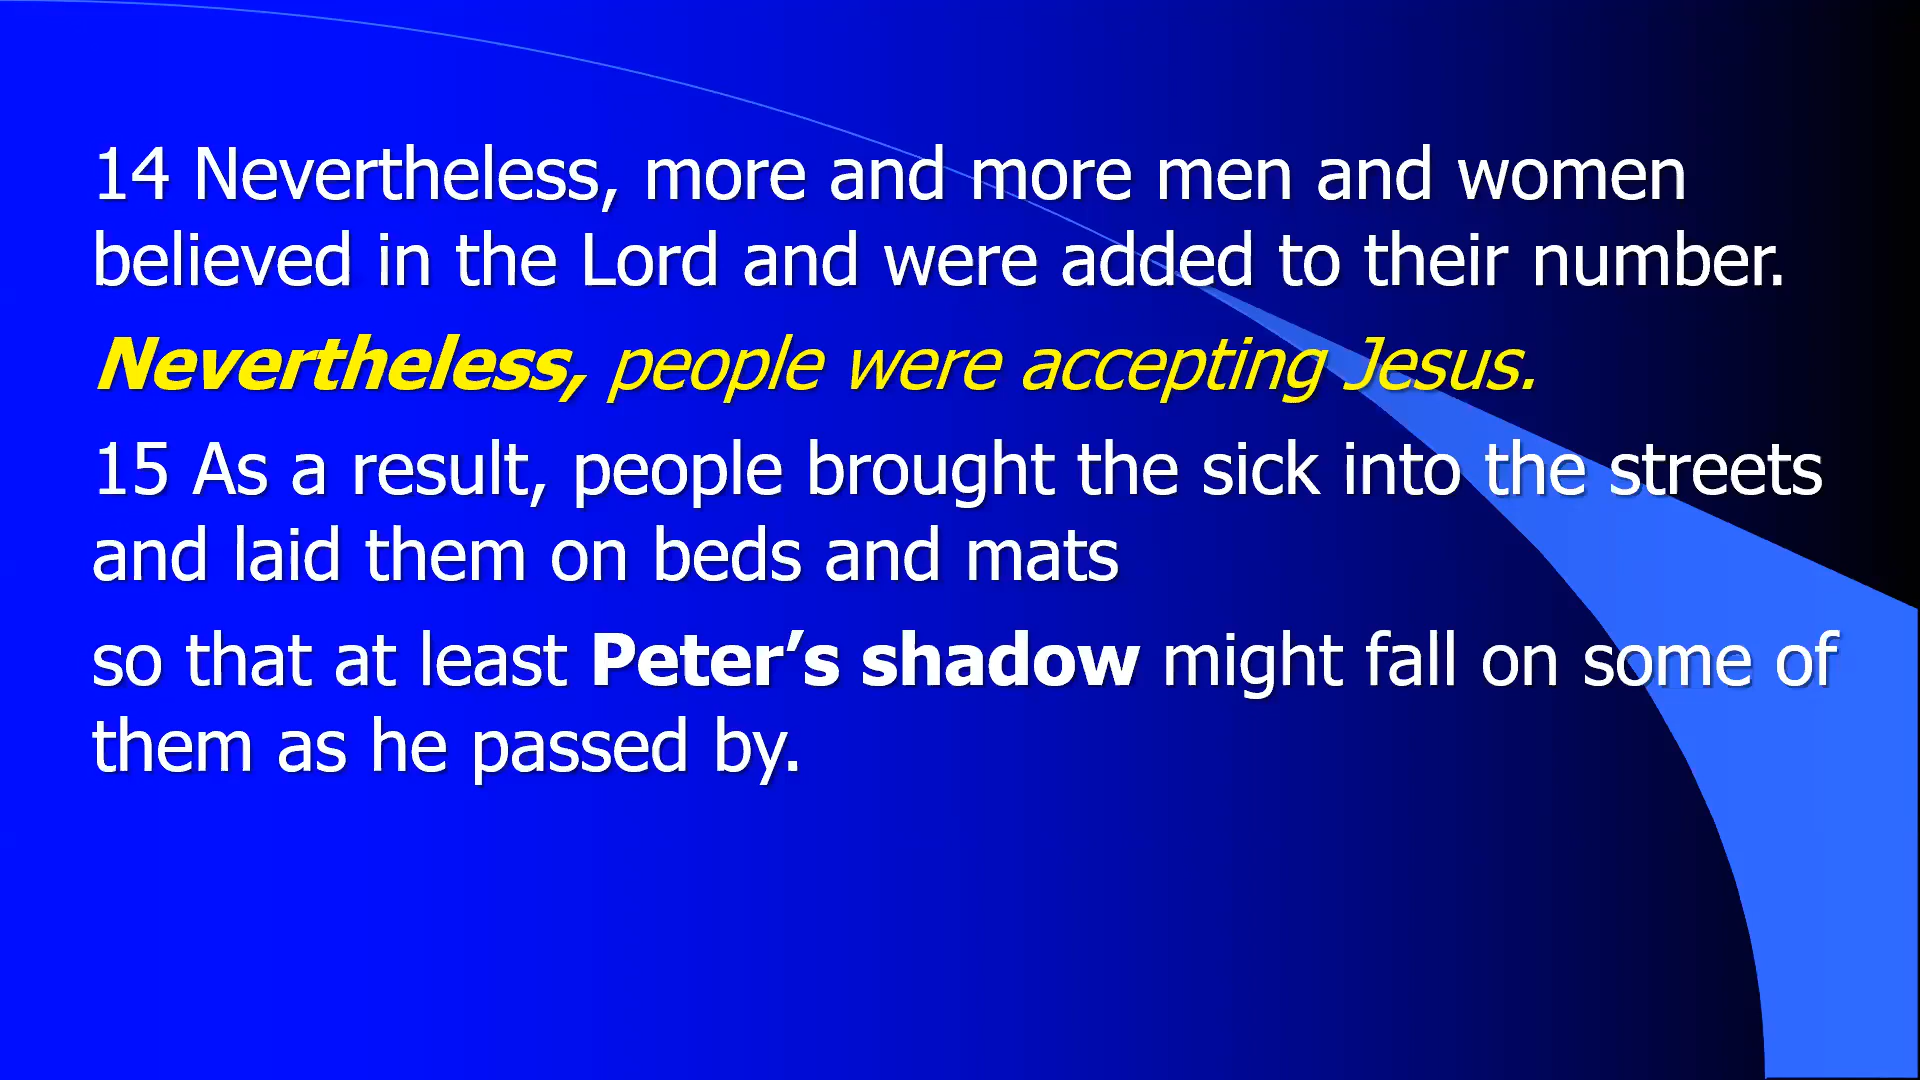 14 Nevertheless, more and more men and women
believed in the Lord and were added to their number.
Nevertheless, people were accepting Jesus.
15 As a result, people brought the sick into the streets
and laid them on beds and mats
so that at least Peter’s shadow might fall on some of
them as he passed by.